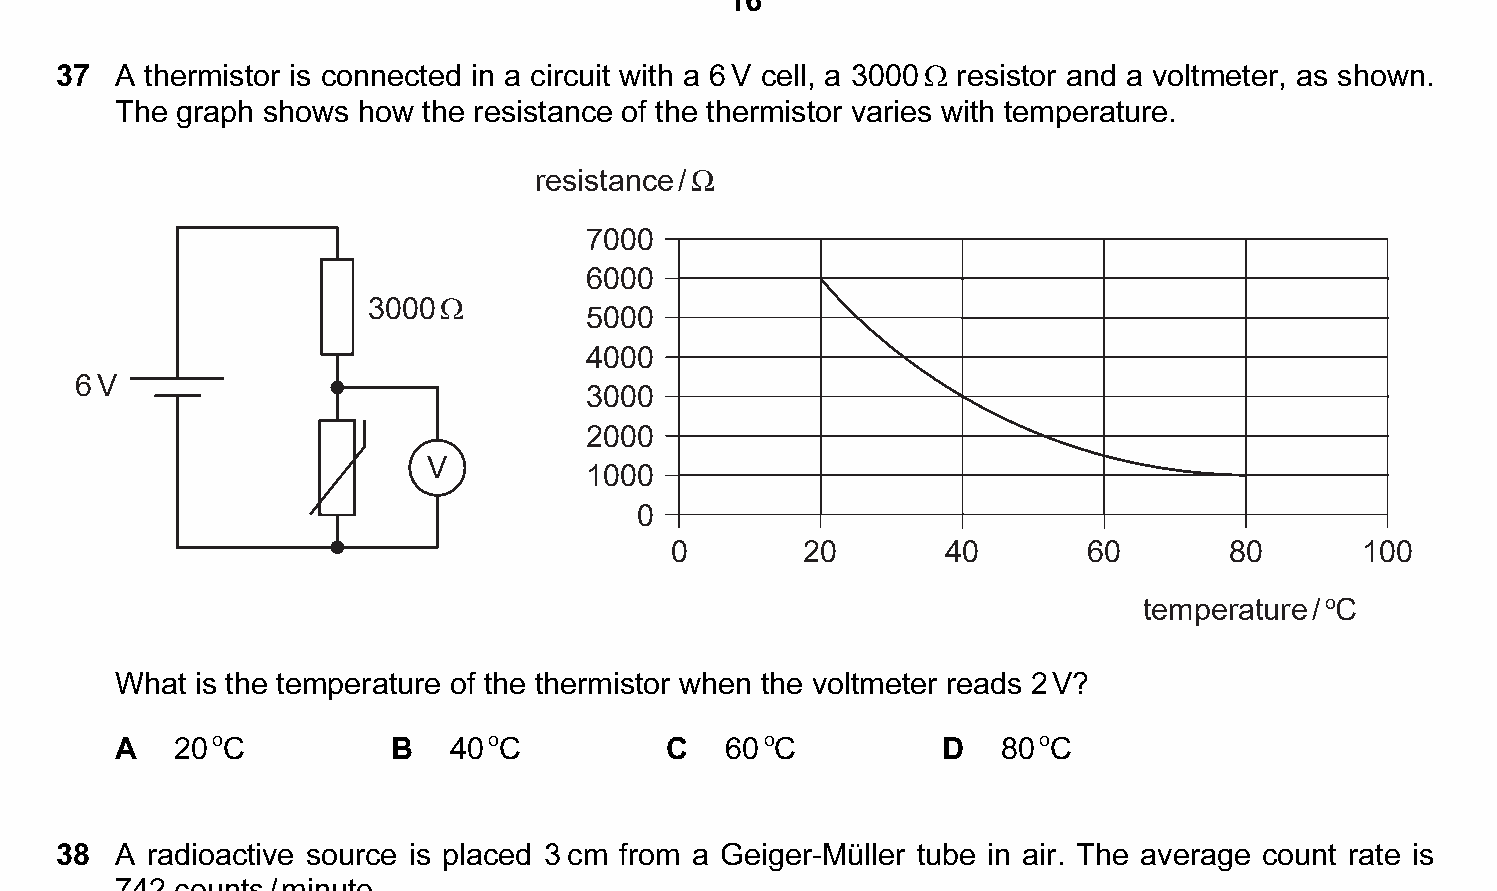 16
37 A thermistor is connected in a circuit with a 6 V cell, a 3000 Ω resistor and a voltmeter, as shown.
The graph shows how the resistance of the thermistor varies with temperature.
resistance / Ω
7000
6000
3000 Ω
5000
4000
6 V
3000
2000
V
1000
0
0 20 40 60 80 100
temperature / °C
What is the temperature of the thermistor when the voltmeter reads 2 V?
A 20 °C B 40 °C C 60 °C D 80 °C
38 A radioactive source is placed 3 cm from a Geiger-Müller tube in air. The average count rate is
742 counts / minute.